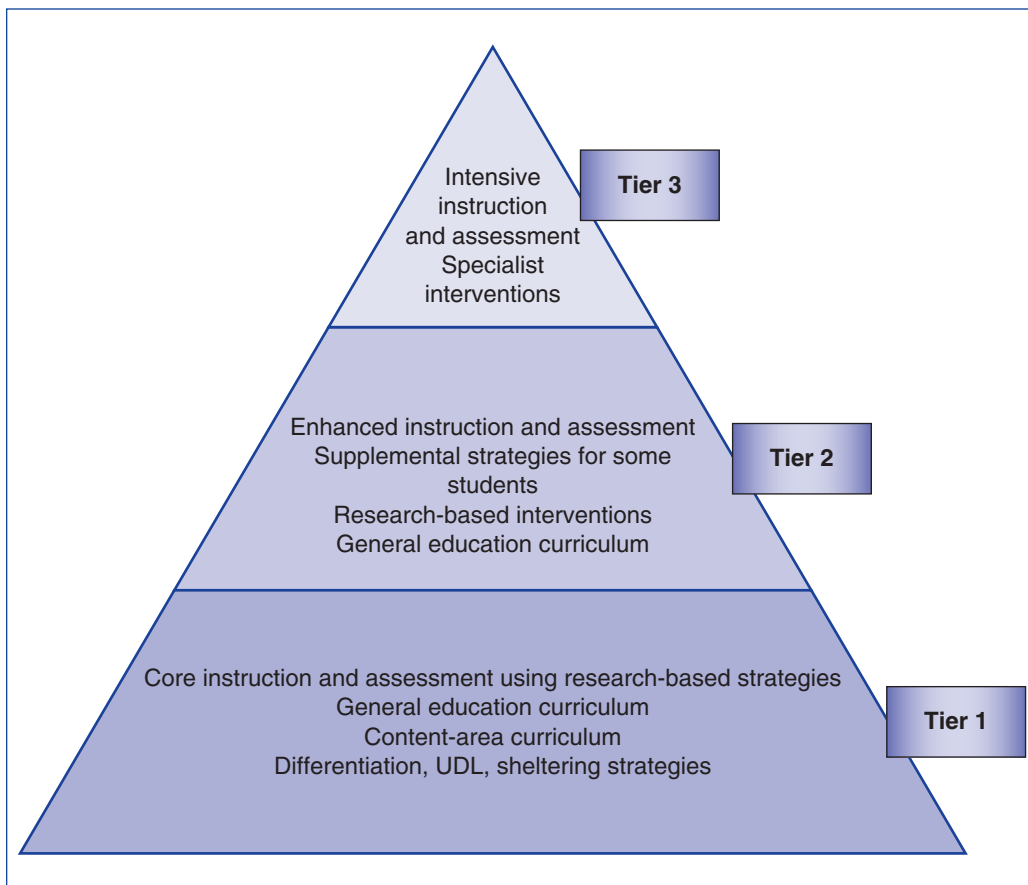 Intensive
instruction
and assessment
Specialist
interventions
Tier 3
Enhanced instruction and assessment
Supplemental strategies for some
students
Research-based interventions
General education curriculum
Tier 2
Core instruction and assessment using research-based strategies
General education curriculum
Content-area curriculum
Differentiation, UDL, sheltering strategies
Tier 1